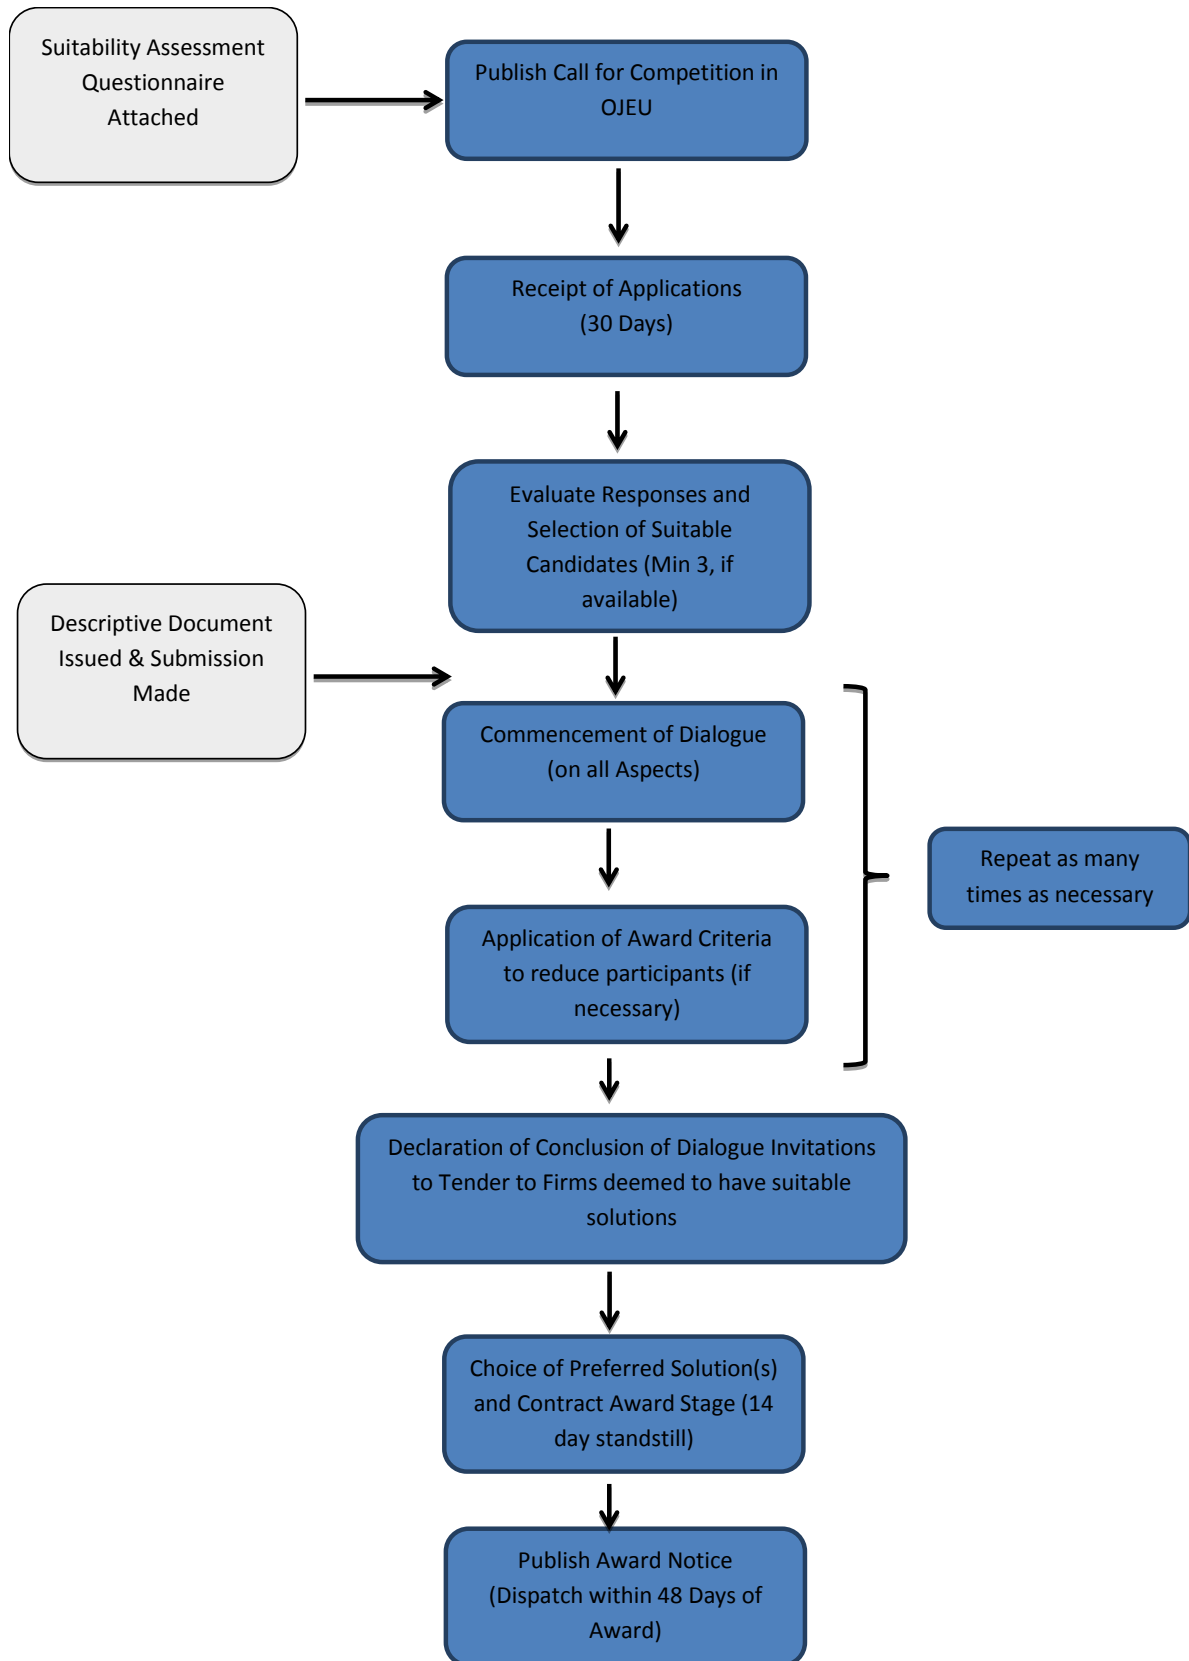 Suitability Assessment
Questionnaire
Attached
Publish Call for Competition in
OJEU
Receipt of Applications
(30 Days)
Evaluate Responses and
Selection of Suitable
Candidates (Min 3, if
available)
Descriptive Document
Issued & Submission
Made
Commencement of Dialogue
(on all Aspects)
Repeat as many
times as necessary
Application of Award Criteria
to reduce participants (if
necessary)
Declaration of Conclusion of Dialogue Invitations
to Tender to Firms deemed to have suitable
solutions
Choice of Preferred Solution(s)
and Contract Award Stage (14
day standstill)
Publish Award Notice
(Dispatch within 48 Days of
Award)